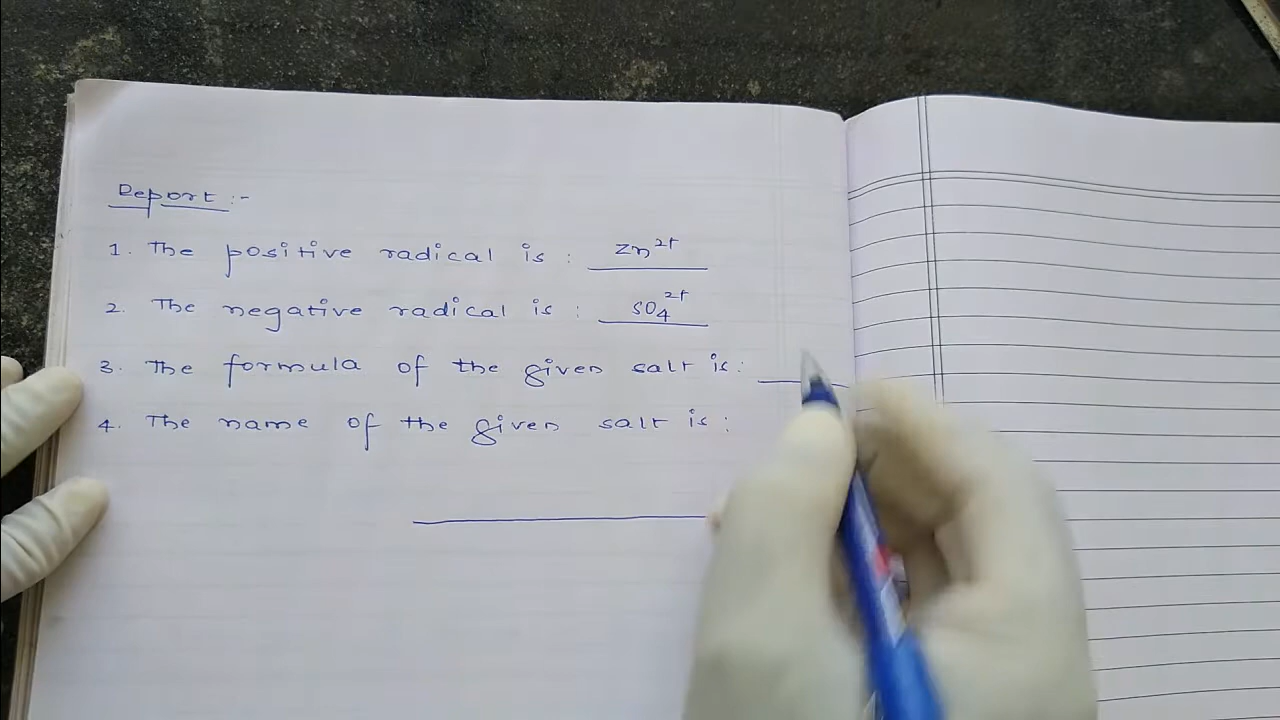 Report :-
1. The positive radical is : Zn²⁺
2. The negative radical is : SO₄²⁺
3. The formula of the given salt is :
4. The name of the given salt is :